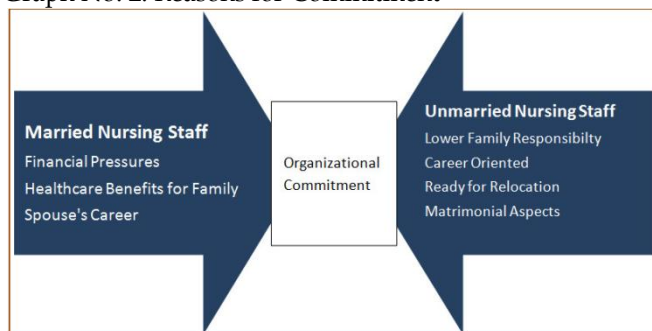 Graph No. 2: Reasons for Commitment
Married Nursing Staff
Financial Pressures
Healthcare Benefits for Family
Spouse's Career
Organizational
Commitment
Unmarried Nursing Staff
Lower Family Responsibilty
Career Oriented
Ready for Relocation
Matrimonial Aspects